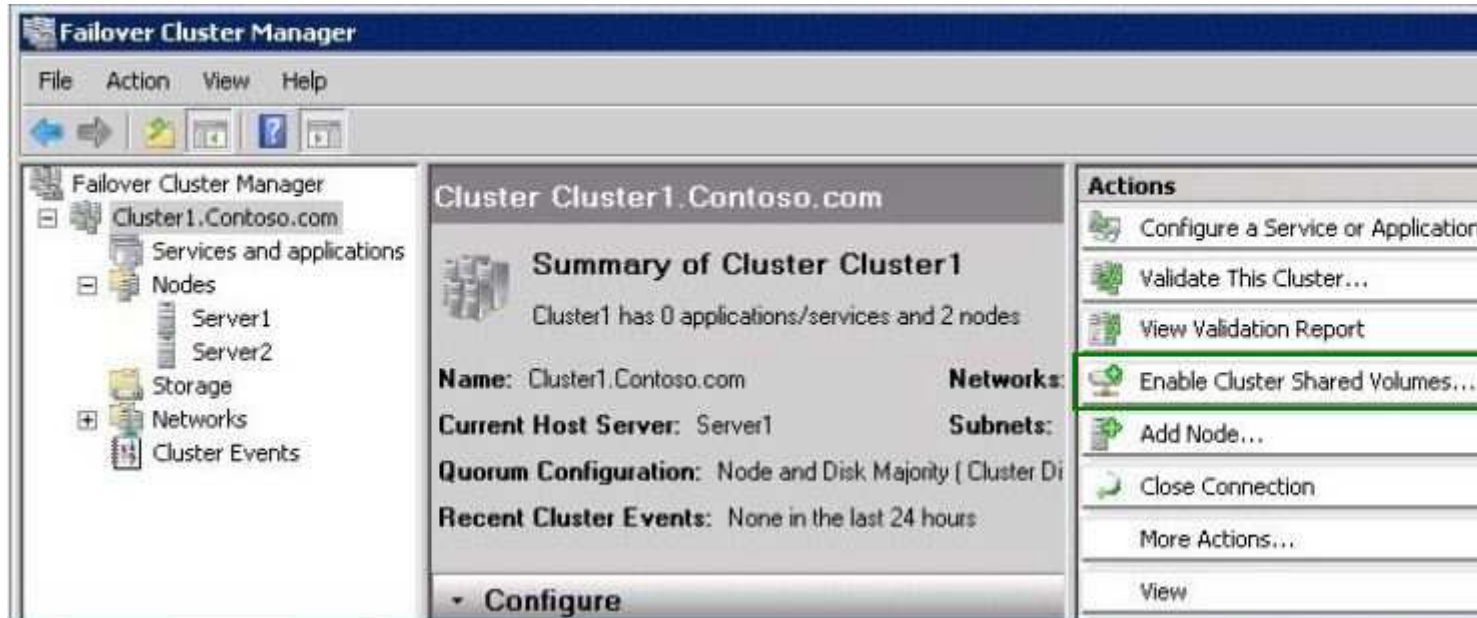 Failover Cluster Manager
File Action View Help
Failover Cluster Manager
Cluster1.Contoso.com
Services and applications
Nodes
Server1
Server2
Storage
Networks
Cluster Events
Cluster Cluster1.Contoso.com
Summary of Cluster Cluster1
Cluster1 has 0 applications/services and 2 nodes
Name: Cluster1.Contoso.com Networks:
Current Host Server: Server1 Subnets:
Quorum Configuration: Node and Disk Majority ( Cluster Di
Recent Cluster Events: None in the last 24 hours
Configure
Actions
Configure a Service or Application
Validate This Cluster...
View Validation Report
Enable Cluster Shared Volumes...
Add Node...
Close Connection
More Actions...
View